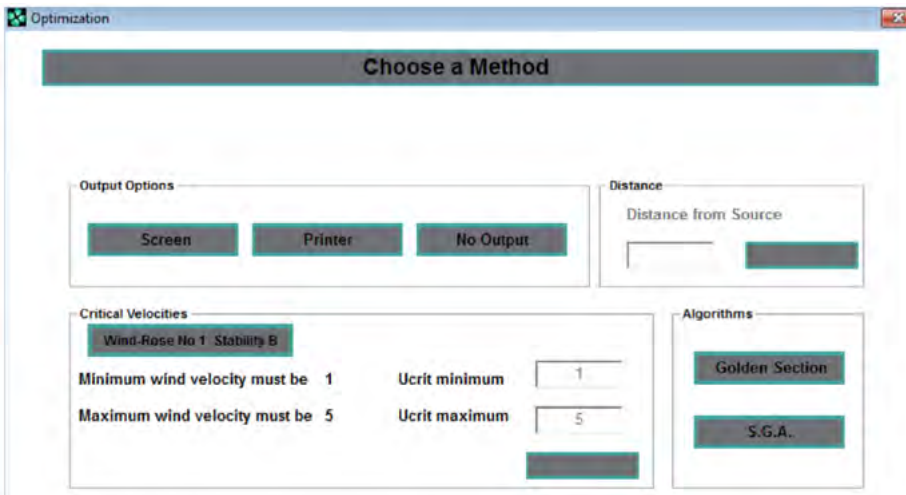 Optimization
Choose a Method
Output Options
Screen Printer No Output
Distance
Distance from Source
Critical Velocities
Wind-Rose No 1 Stability B
Minimum wind velocity must be 1 Ucrit minimum 1
Maximum wind velocity must be 5 Ucrit maximum 5
Algorithms
Golden Section
S.G.A.